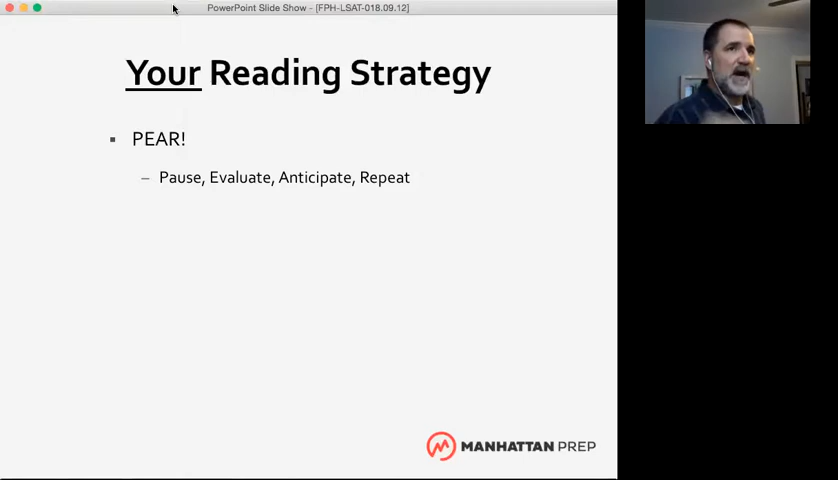 PowerPoint Slide Show - [FPH-LSAT-018.09.12]
Your Reading Strategy
PEAR!
– Pause, Evaluate, Anticipate, Repeat
MANHATTAN PREP